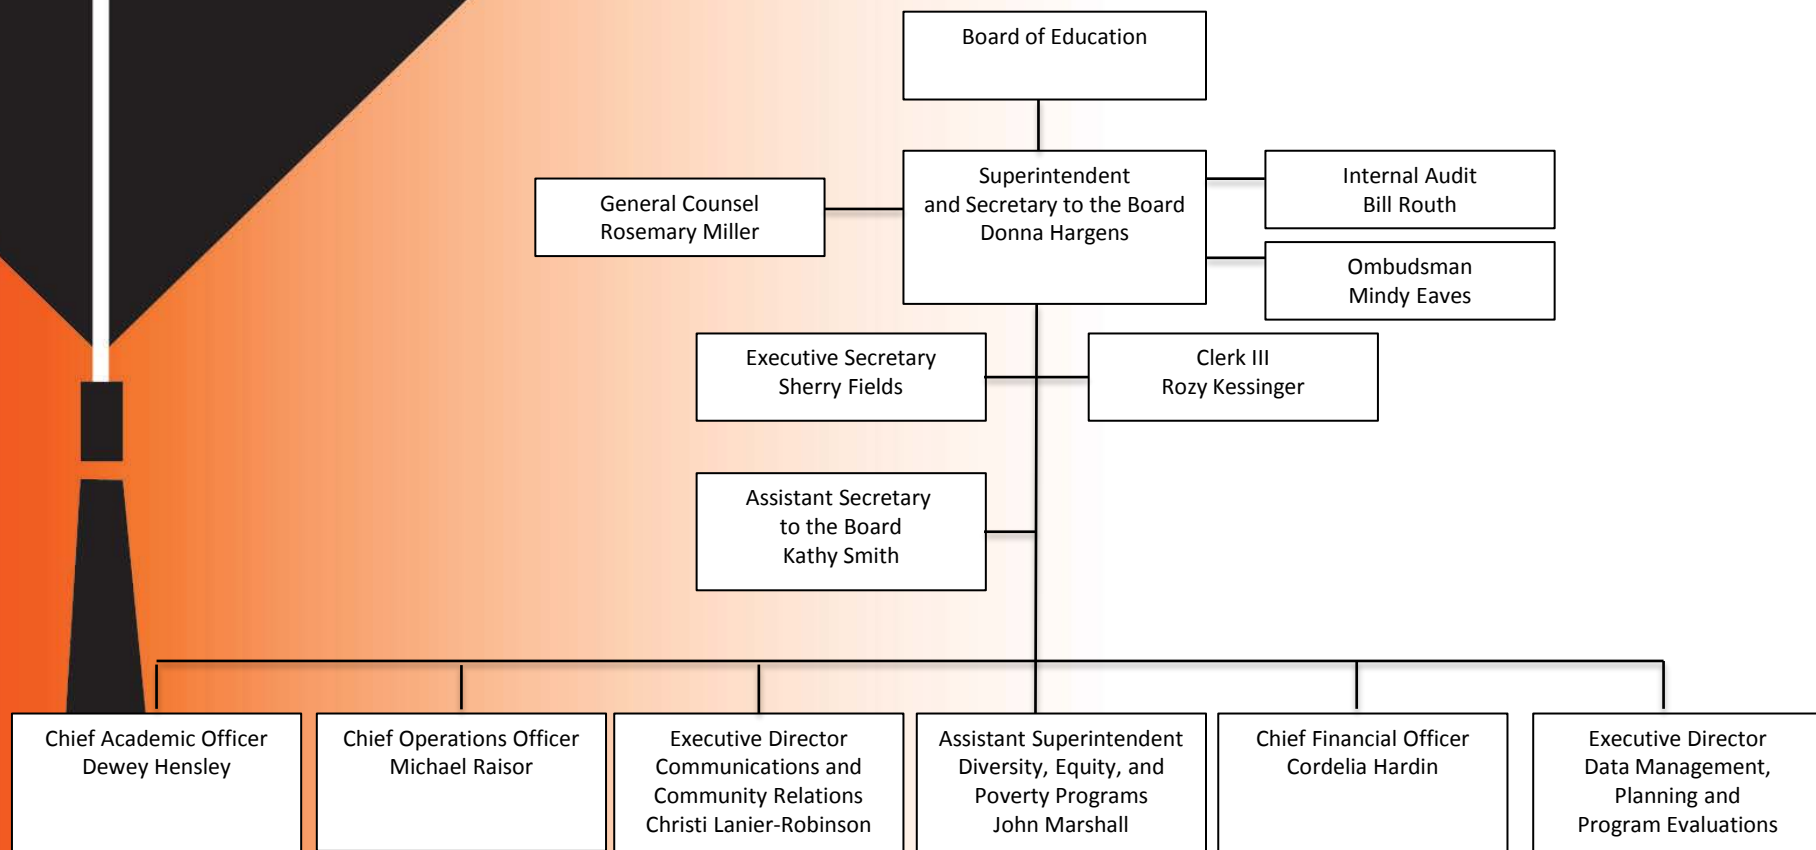 Board of Education
Superintendent
and Secretary to the Board
Donna Hargens
General Counsel
Rosemary Miller
Internal Audit
Bill Routh
Ombudsman
Mindy Eaves
Executive Secretary
Sherry Fields
Clerk III
Rozy Kessinger
Assistant Secretary
to the Board
Kathy Smith
Chief Academic Officer
Dewey Hensley
Chief Operations Officer
Michael Raisor
Executive Director
Communications and
Community Relations
Christi Lanier-Robinson
Assistant Superintendent
Diversity, Equity, and
Poverty Programs
John Marshall
Chief Financial Officer
Cordelia Hardin
Executive Director
Data Management,
Planning and
Program Evaluations